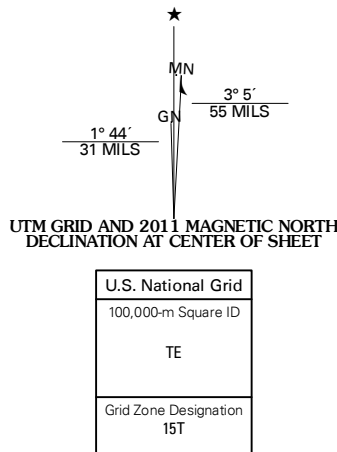 ★
MN
GN
3° 5´
55 MILS
1° 44´
31 MILS
UTM GRID AND 2011 MAGNETIC NORTH
DECLINATION AT CENTER OF SHEET
U.S. National Grid
100,000-m Square ID
TE
Grid Zone Designation
15T